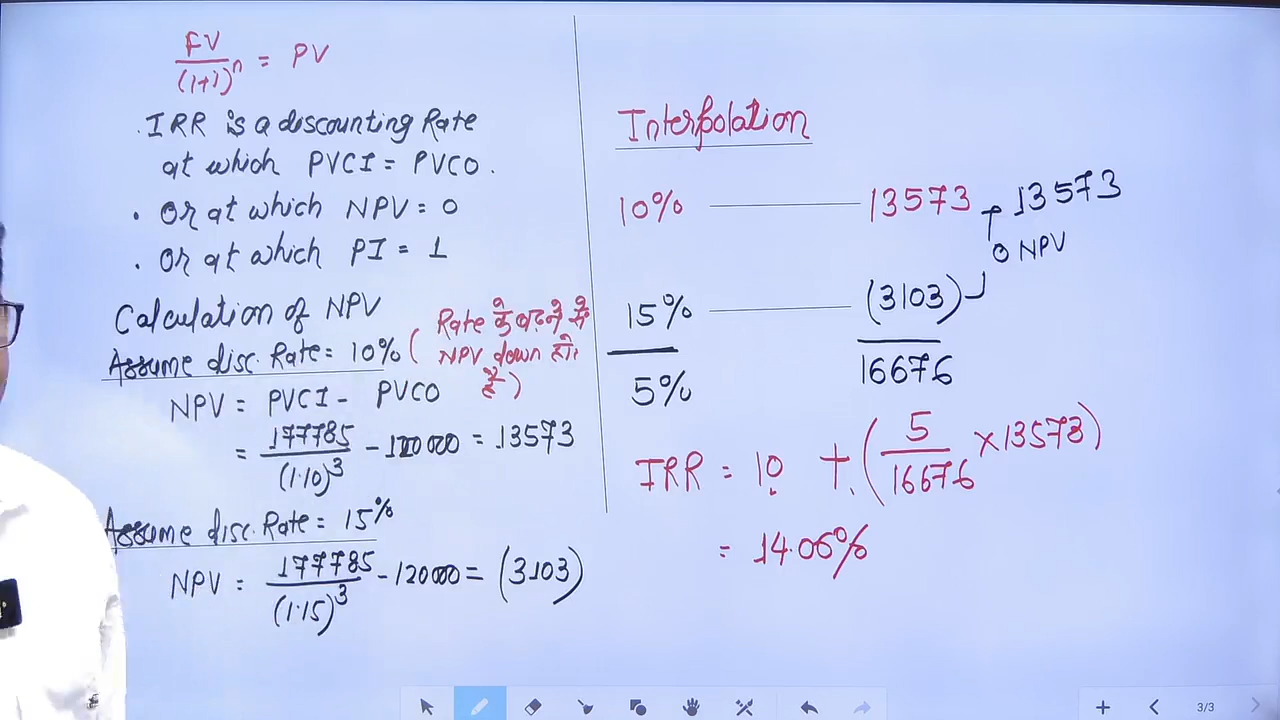 FV
(1+i)^n = PV
. IRR is a discounting Rate
at which PVCI = PVCO.
. Or at which NPV = 0
. Or at which PI = 1
Calculation of NPV
Assume disc. Rate = 10% ( Rate के बढ़ने से
NPV down होता
है )
NPV = PVCI - PVCO
= 177785/(1.10)^3 - 120000 = 13573
Assume disc. Rate = 15%
NPV = 177785/(1.15)^3 - 120000 = (3103)
Interpolation
10% 13573 13573
0 NPV
15% (3103)
5% 16676
IRR = 10 + ( 5/16676 × 13573 )
= 14.06%
3/3